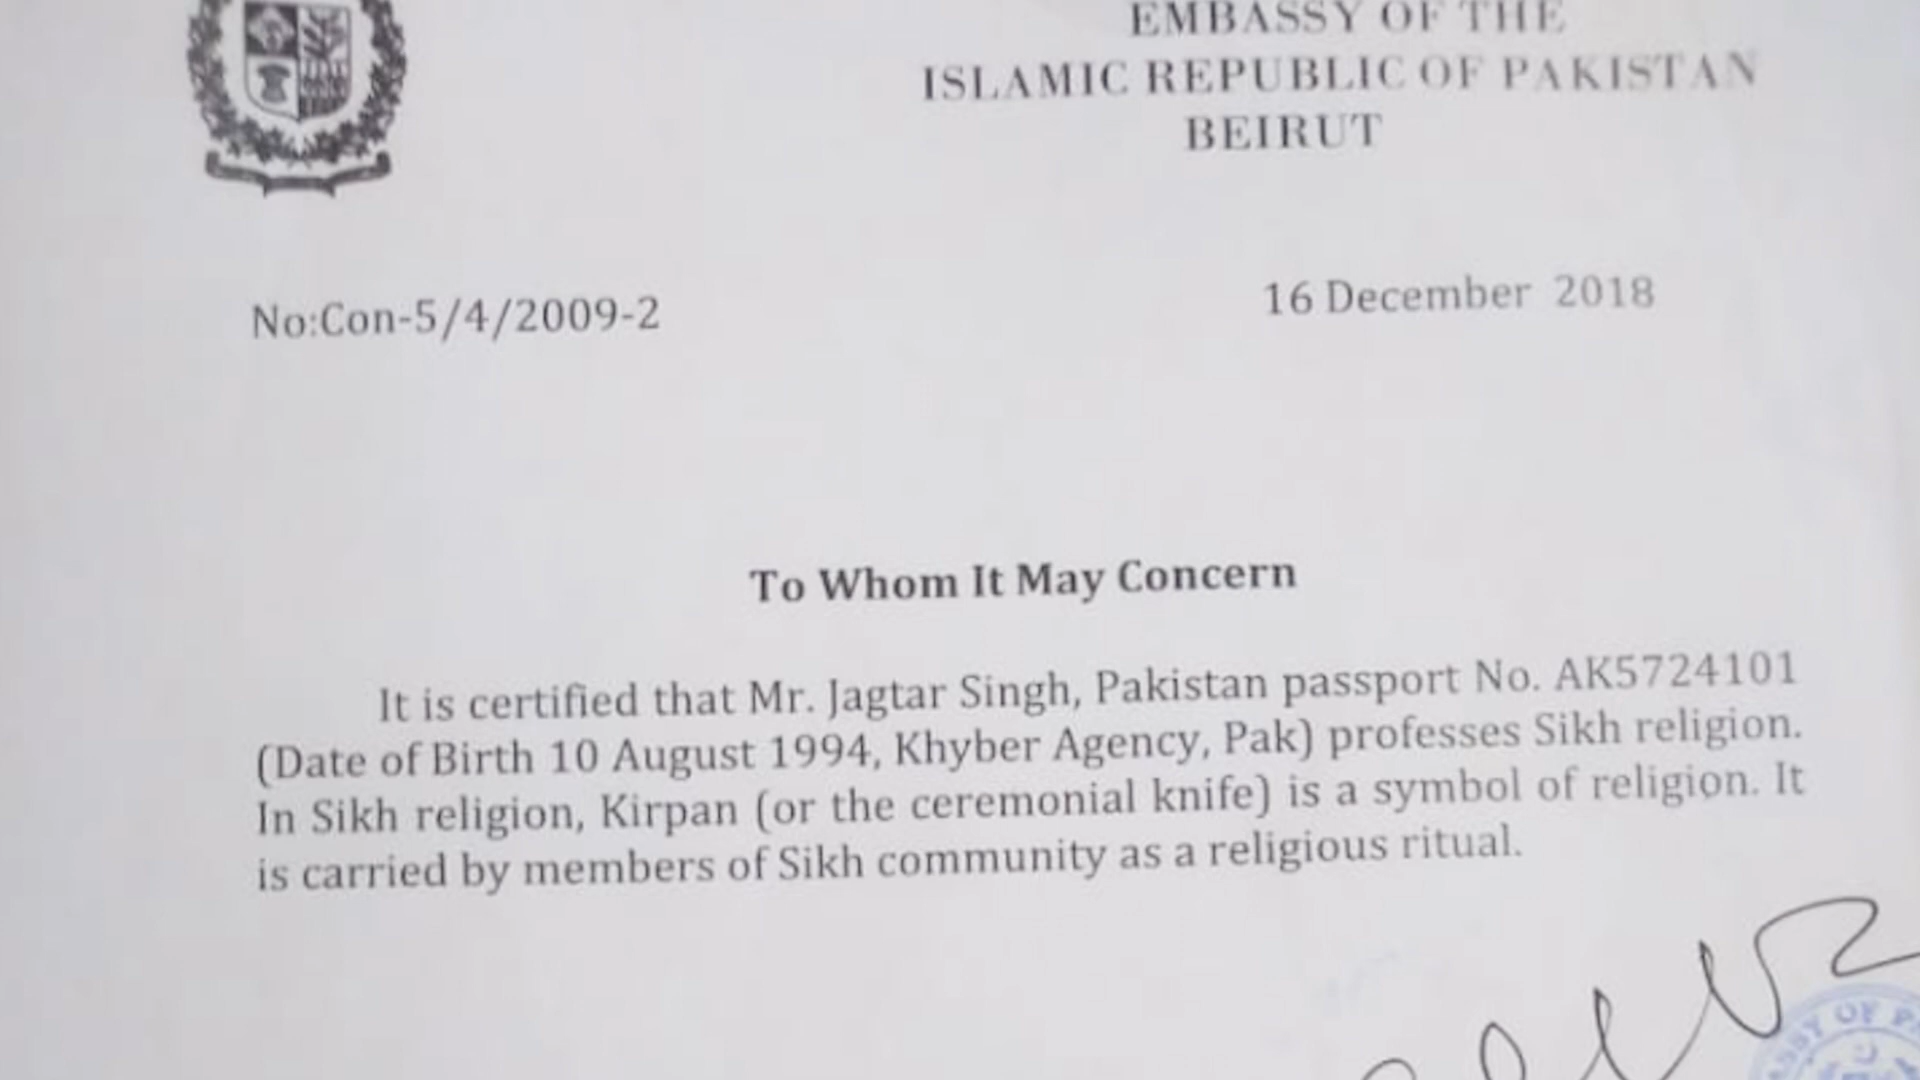 EMBASSY OF THE
ISLAMIC REPUBLIC OF PAKISTAN
BEIRUT
No:Con-5/4/2009-2
16 December 2018
To Whom It May Concern
It is certified that Mr. Jagtar Singh, Pakistan passport No. AK5724101
(Date of Birth 10 August 1994, Khyber Agency, Pak) professes Sikh religion.
In Sikh religion, Kirpan (or the ceremonial knife) is a symbol of religion. It
is carried by members of Sikh community as a religious ritual.
OF